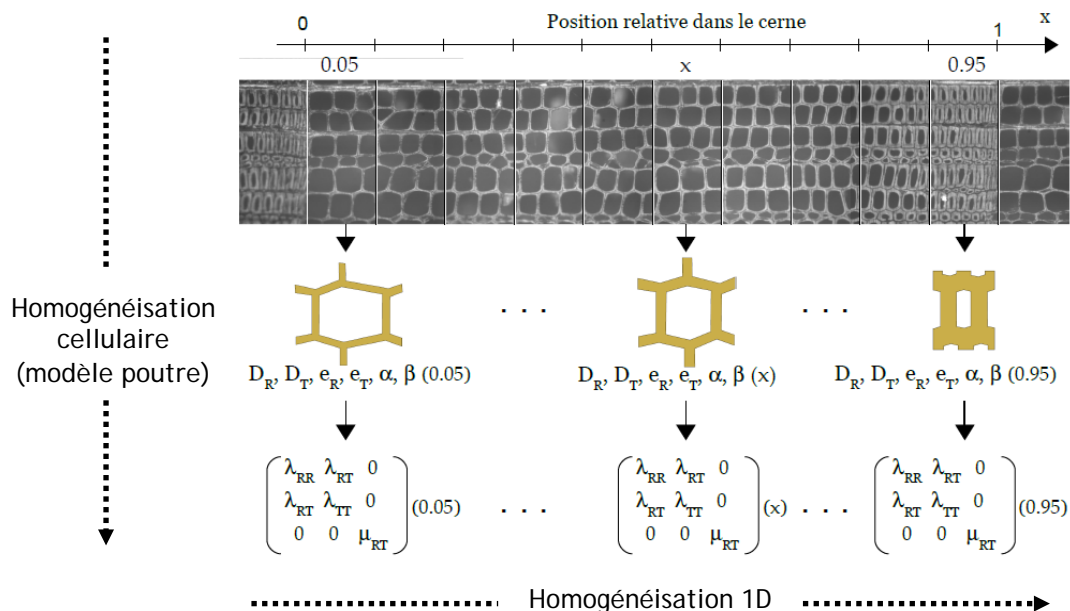 Position relative dans le cerne
0
1
x
0.05
x
0.95
Homogénéisation
cellulaire
(modèle poutre)
. . .
. . .
D_R, D_T, e_R, e_T, α, β (0.05)
D_R, D_T, e_R, e_T, α, β (x)
D_R, D_T, e_R, e_T, α, β (0.95)
λ_RR λ_RT 0
λ_RT λ_TT 0
0 0 μ_RT
(0.05)
. . .
λ_RR λ_RT 0
λ_RT λ_TT 0
0 0 μ_RT
(x)
. . .
λ_RR λ_RT 0
λ_RT λ_TT 0
0 0 μ_RT
(0.95)
Homogénéisation 1D